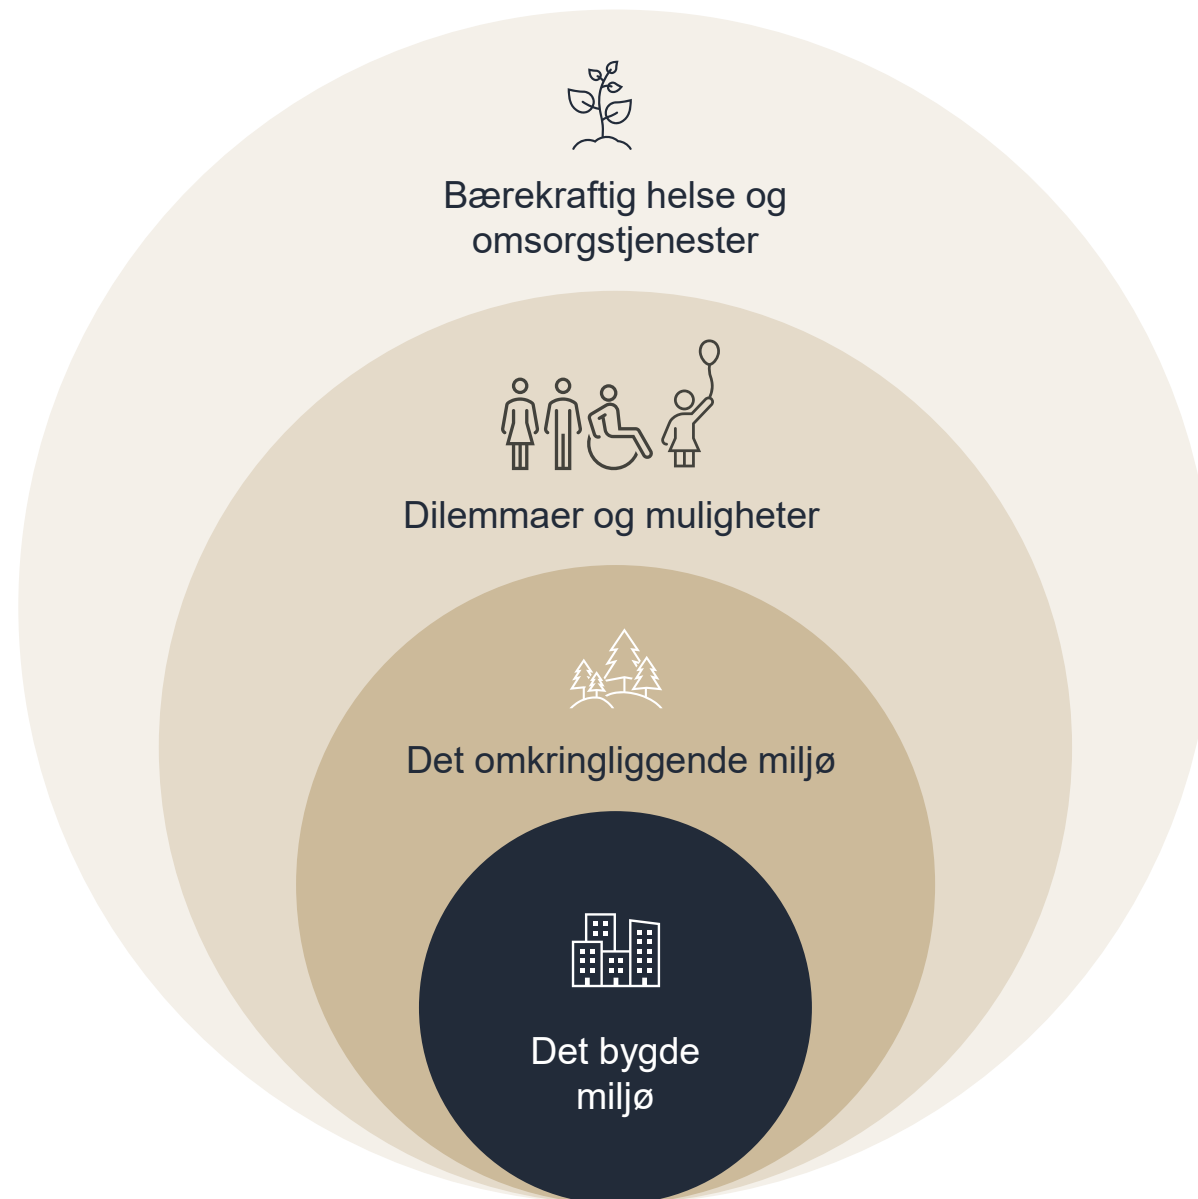 Bærekraftig helse og
omsorgstjenester
Dilemmaer og muligheter
Det omkringliggende miljø
Det bygde
miljø